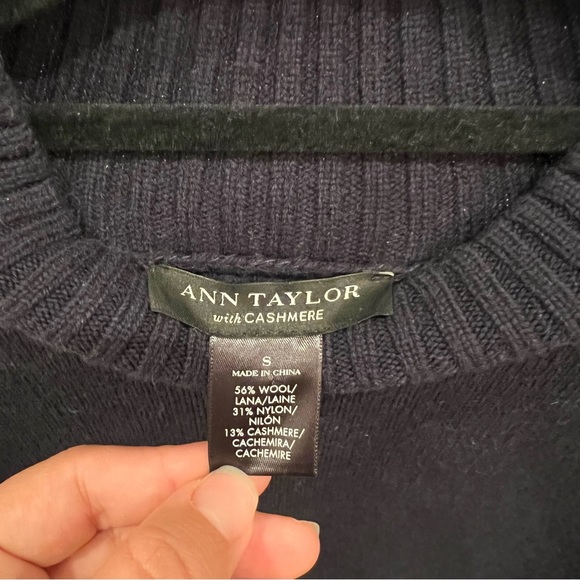 ANN TAYLOR
with CASHMERE
S
MADE IN CHINA
56% WOOL/
LANA/LAINE
31% NYLON/
NILÓN
13% CASHMERE/
CACHEMIRA/
CACHEMIRE